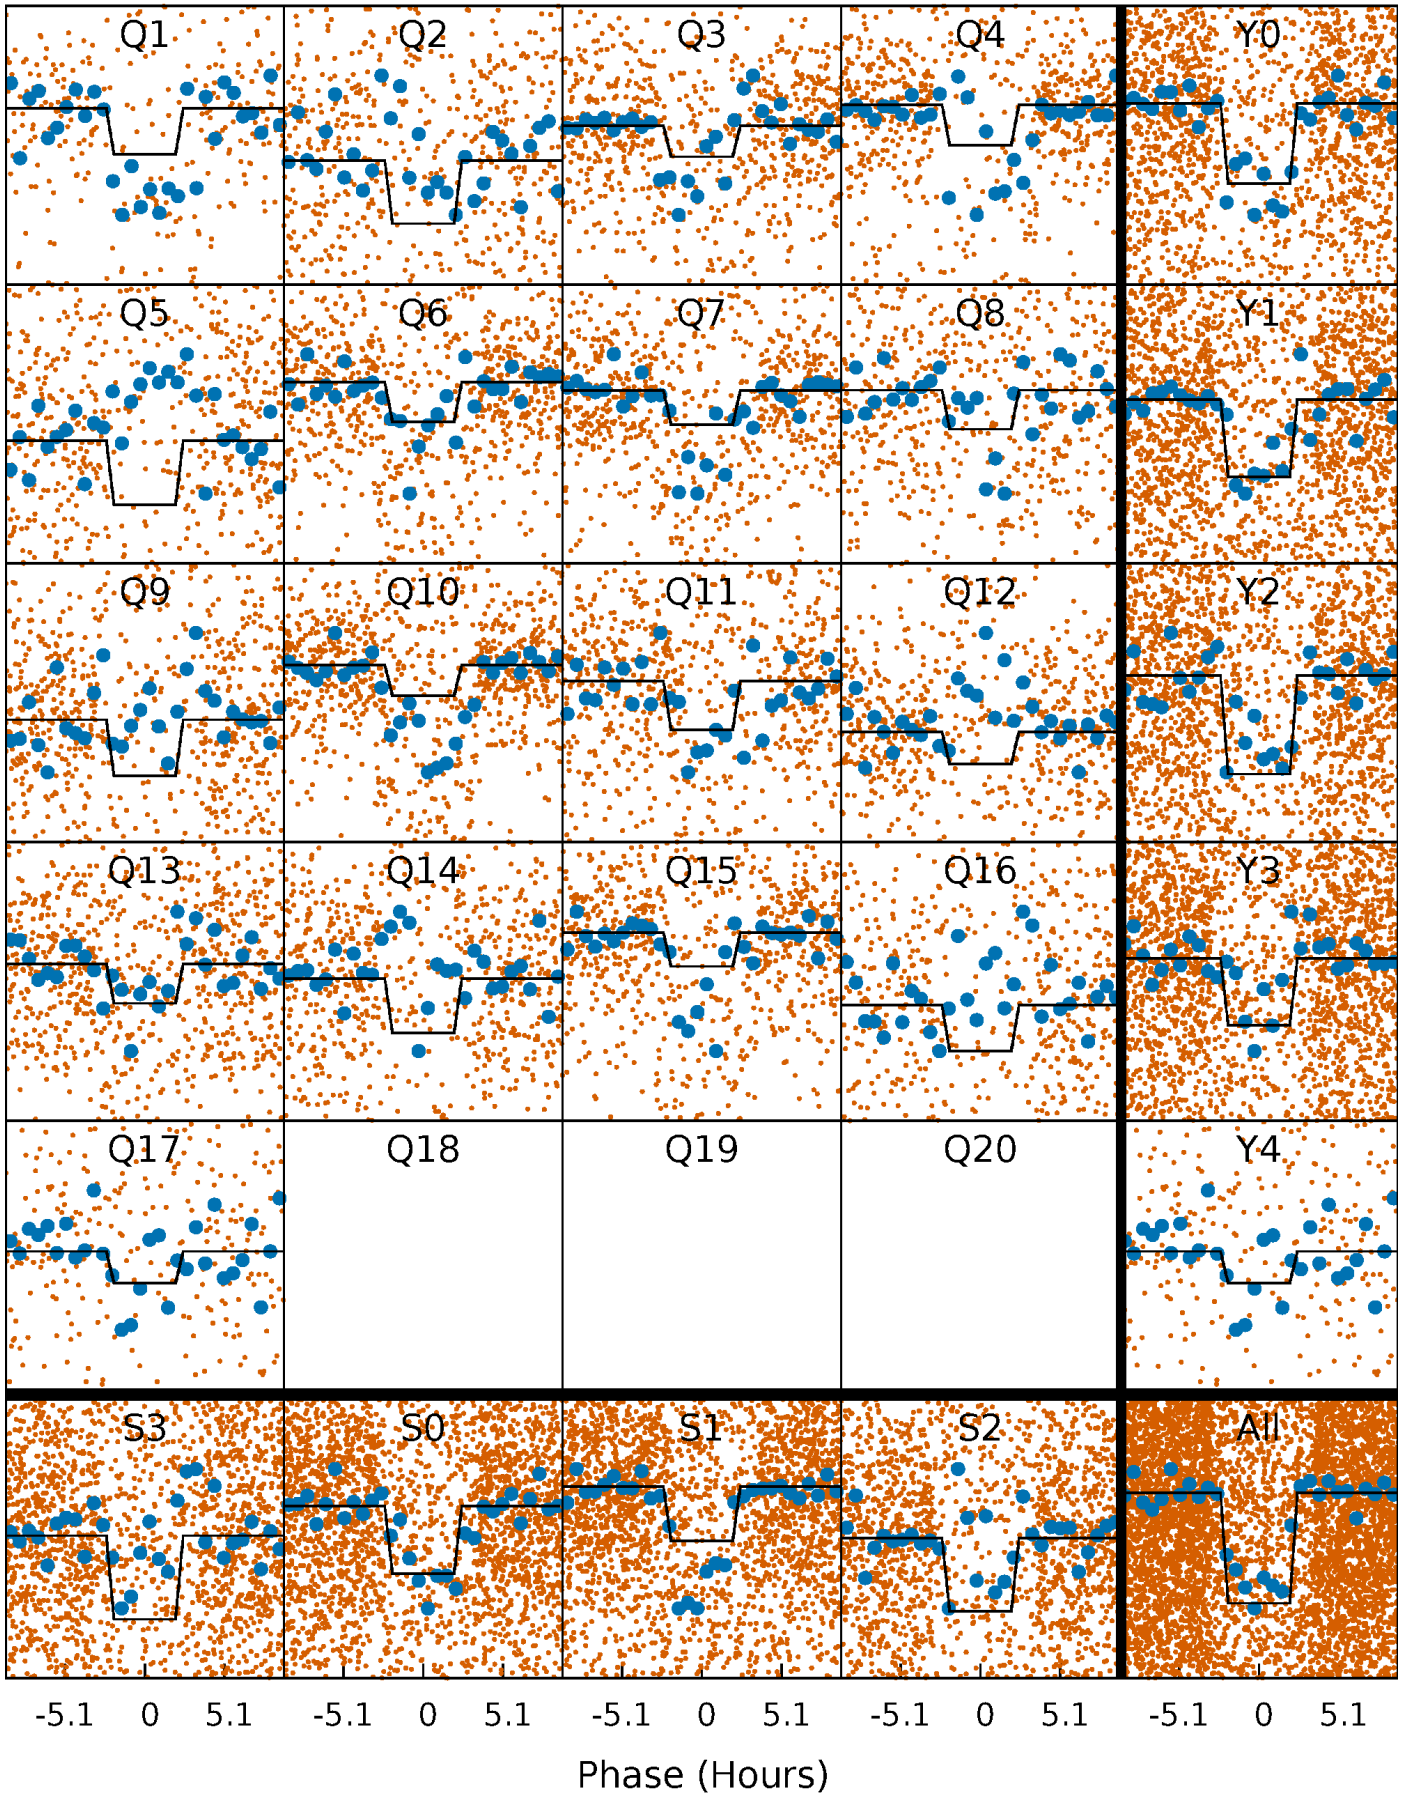 Q1 Q2 Q3 Q4 Y0
Q5 Q6 Q7 Q8 Y1
Q9 Q10 Q11 Q12 Y2
Q13 Q14 Q15 Q16 Y3
Q17 Q18 Q19 Q20 Y4
S3 S0 S1 S2 All
-5.1 0 5.1 -5.1 0 5.1 -5.1 0 5.1 -5.1 0 5.1 -5.1 0 5.1
Phase (Hours)